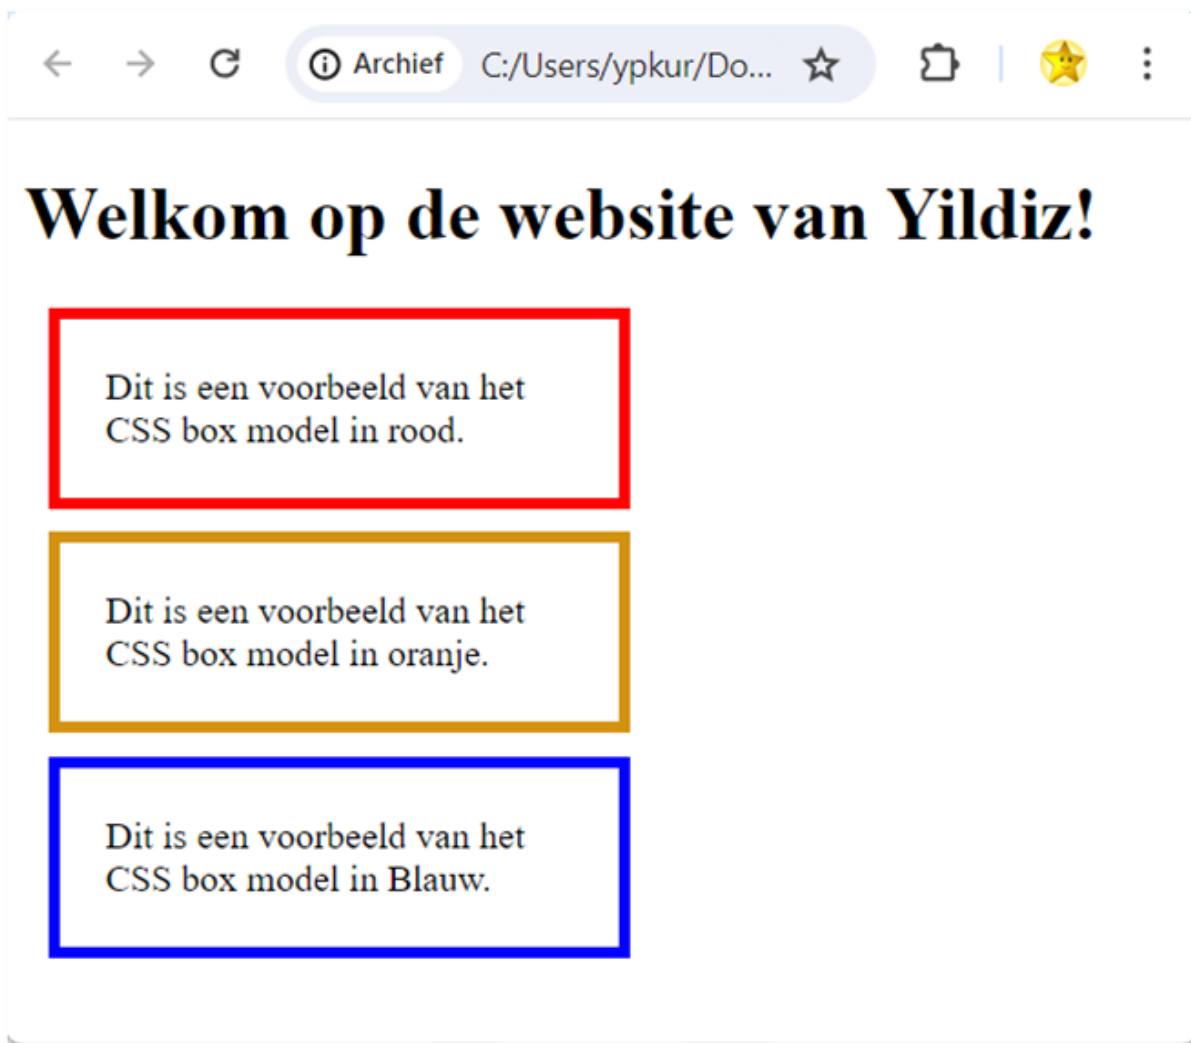 Archief C:/Users/ypkur/Do...
Welkom op de website van Yildiz!
Dit is een voorbeeld van het
CSS box model in rood.
Dit is een voorbeeld van het
CSS box model in oranje.
Dit is een voorbeeld van het
CSS box model in Blauw.